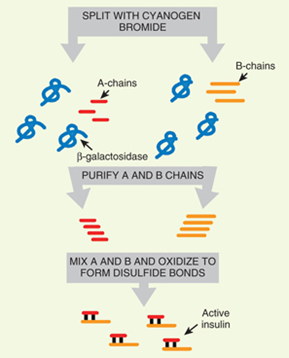 SPLIT WITH CYANOGEN
BROMIDE
A-chains
B-chains
β-galactosidase
PURIFY A AND B CHAINS
MIX A AND B AND OXIDIZE TO
FORM DISULFIDE BONDS
Active
insulin